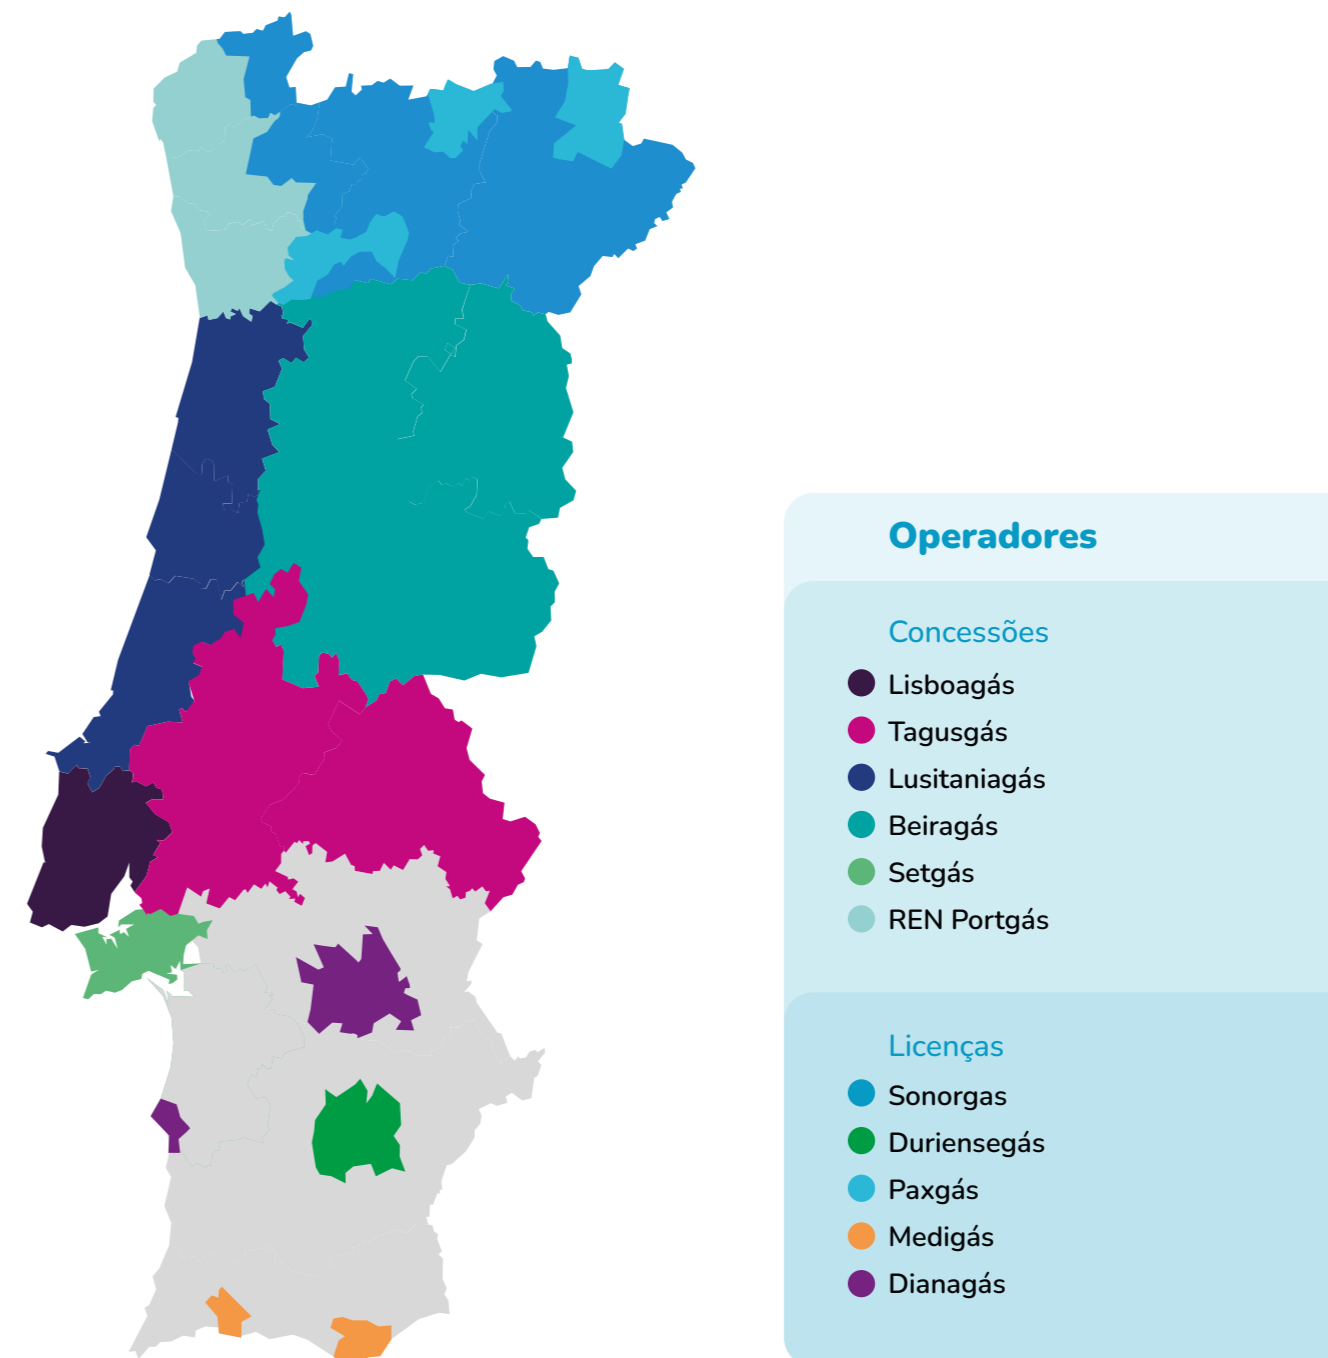 Operadores
Concessões
Lisboagás
Tagusgás
Lusitaniagás
Beiragás
Setgás
REN Portgás
Licenças
Sonorgas
Duriensegás
Paxgás
Medigás
Dianagás